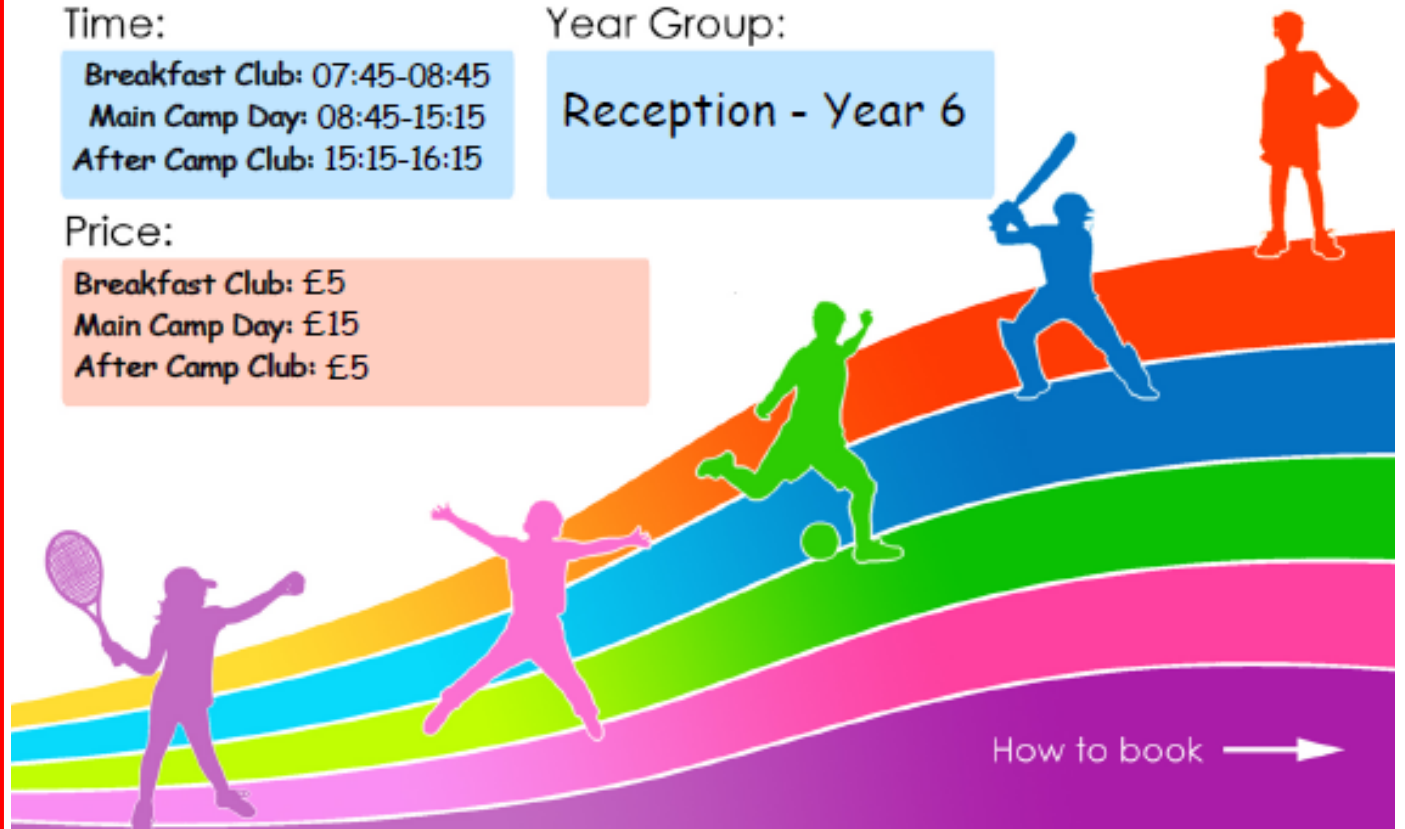 Time:
Breakfast Club: 07:45-08:45
Main Camp Day: 08:45-15:15
After Camp Club: 15:15-16:15
Year Group:
Reception - Year 6
Price:
Breakfast Club: £5
Main Camp Day: £15
After Camp Club: £5
How to book